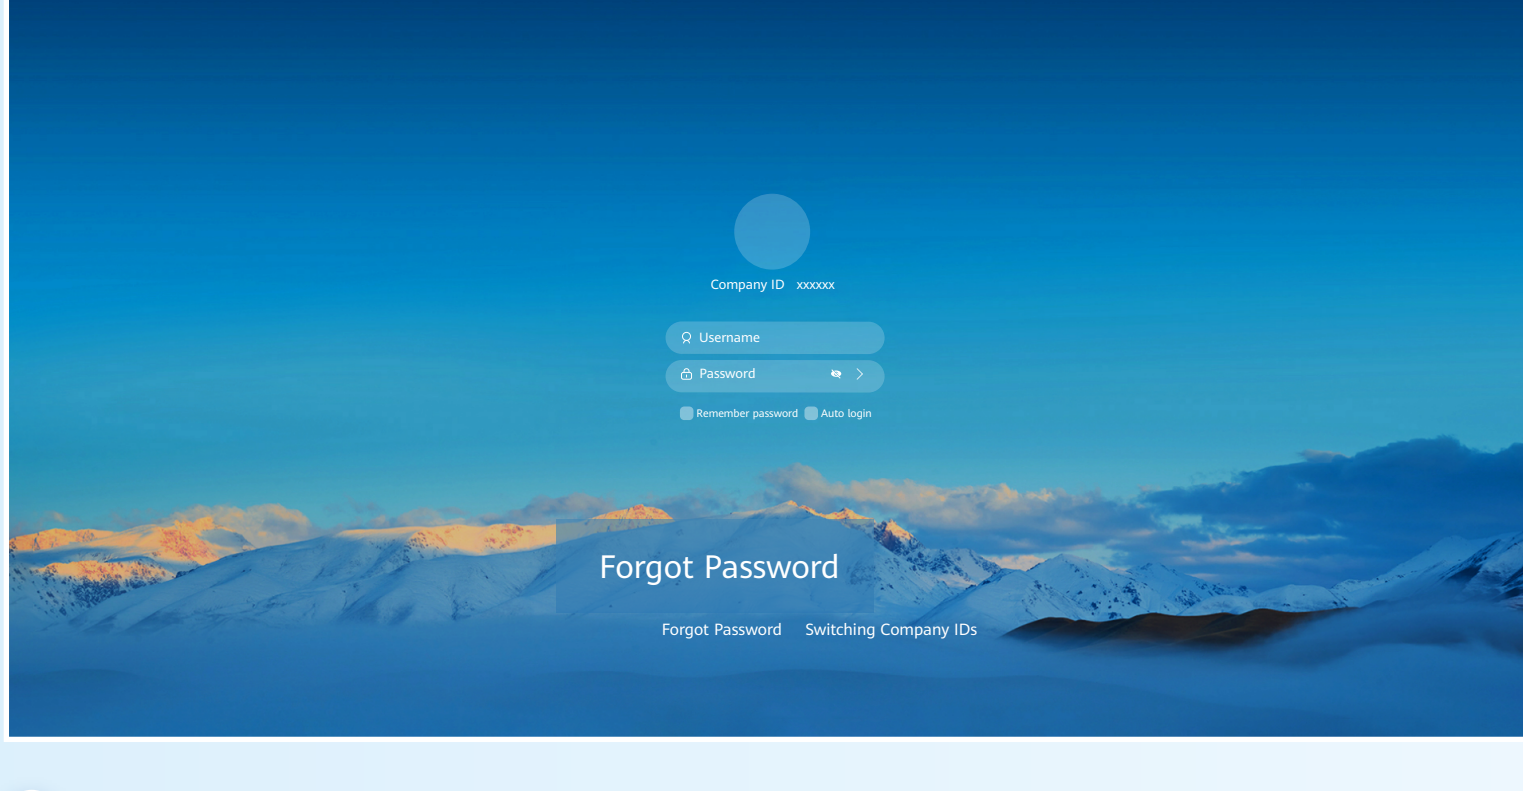 Company ID xxxxxx
Username
Password
Remember password Auto login
Forgot Password
Forgot Password Switching Company IDs